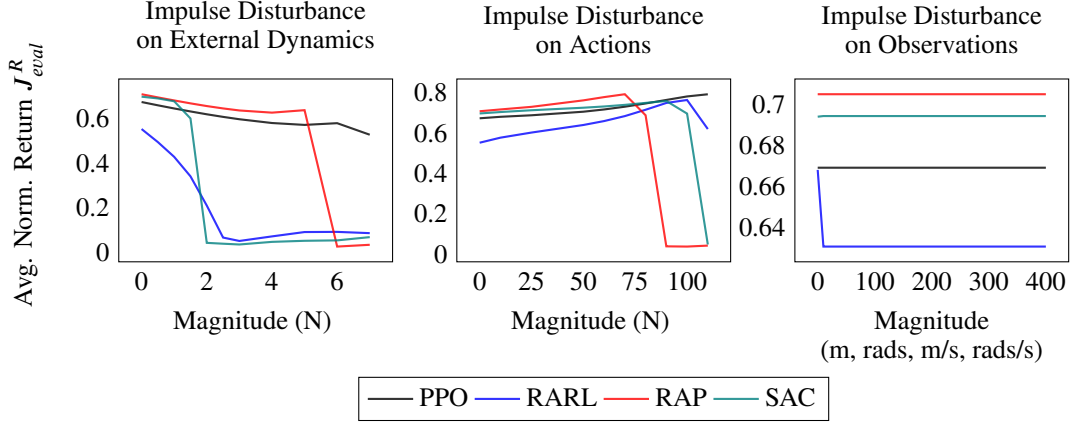 Impulse Disturbance
on External Dynamics
Impulse Disturbance
on Actions
Impulse Disturbance
on Observations
Avg. Norm. Return J^R_eval
0.6
0.4
0.2
0
0 2 4 6
Magnitude (N)
0.8
0.6
0.4
0.2
0
0 25 50 75 100
Magnitude (N)
0.7
0.68
0.66
0.64
0 100 200 300 400
Magnitude
(m, rads, m/s, rads/s)
PPO RARL RAP SAC